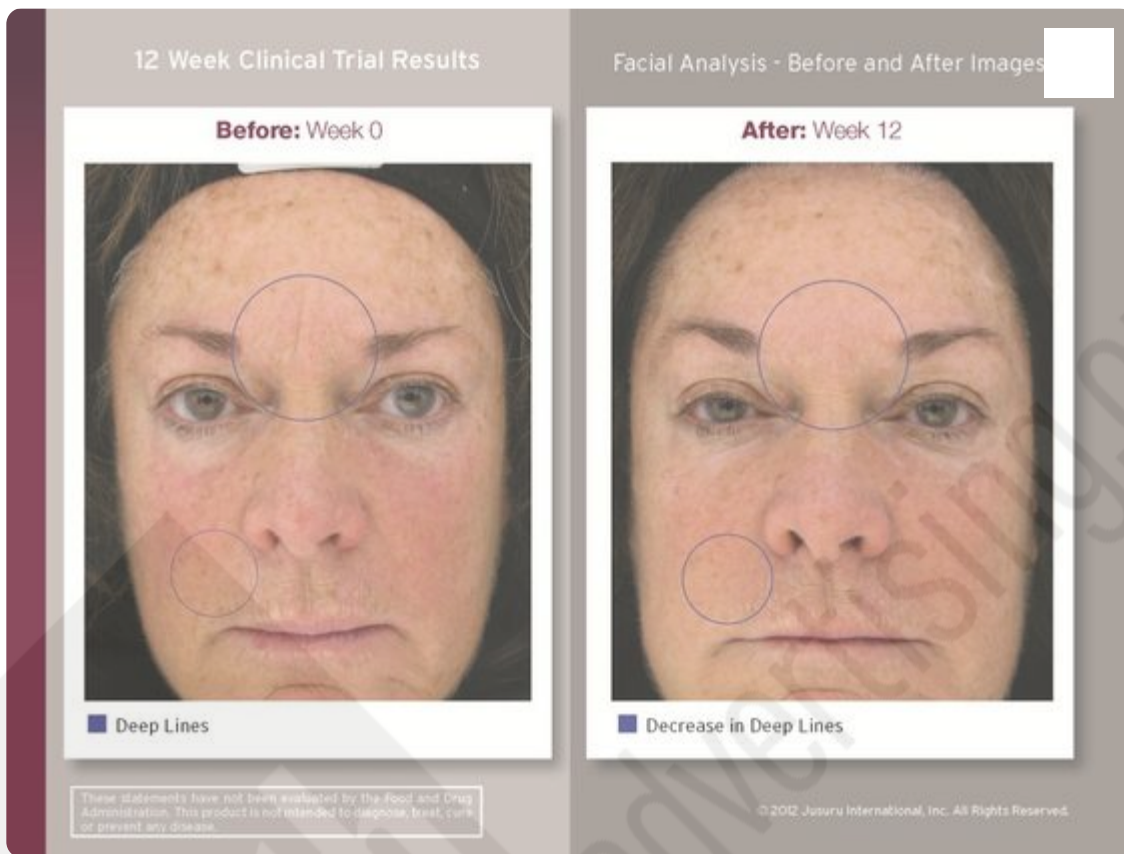 12 Week Clinical Trial Results
Facial Analysis - Before and After Images
Before: Week 0
After: Week 12
Deep Lines
Decrease in Deep Lines
These statements have not been evaluated by the Food and Drug
Administration. This product is not intended to diagnose, treat, cure
or prevent any disease.
©2012 Jusuru International, Inc. All Rights Reserved.